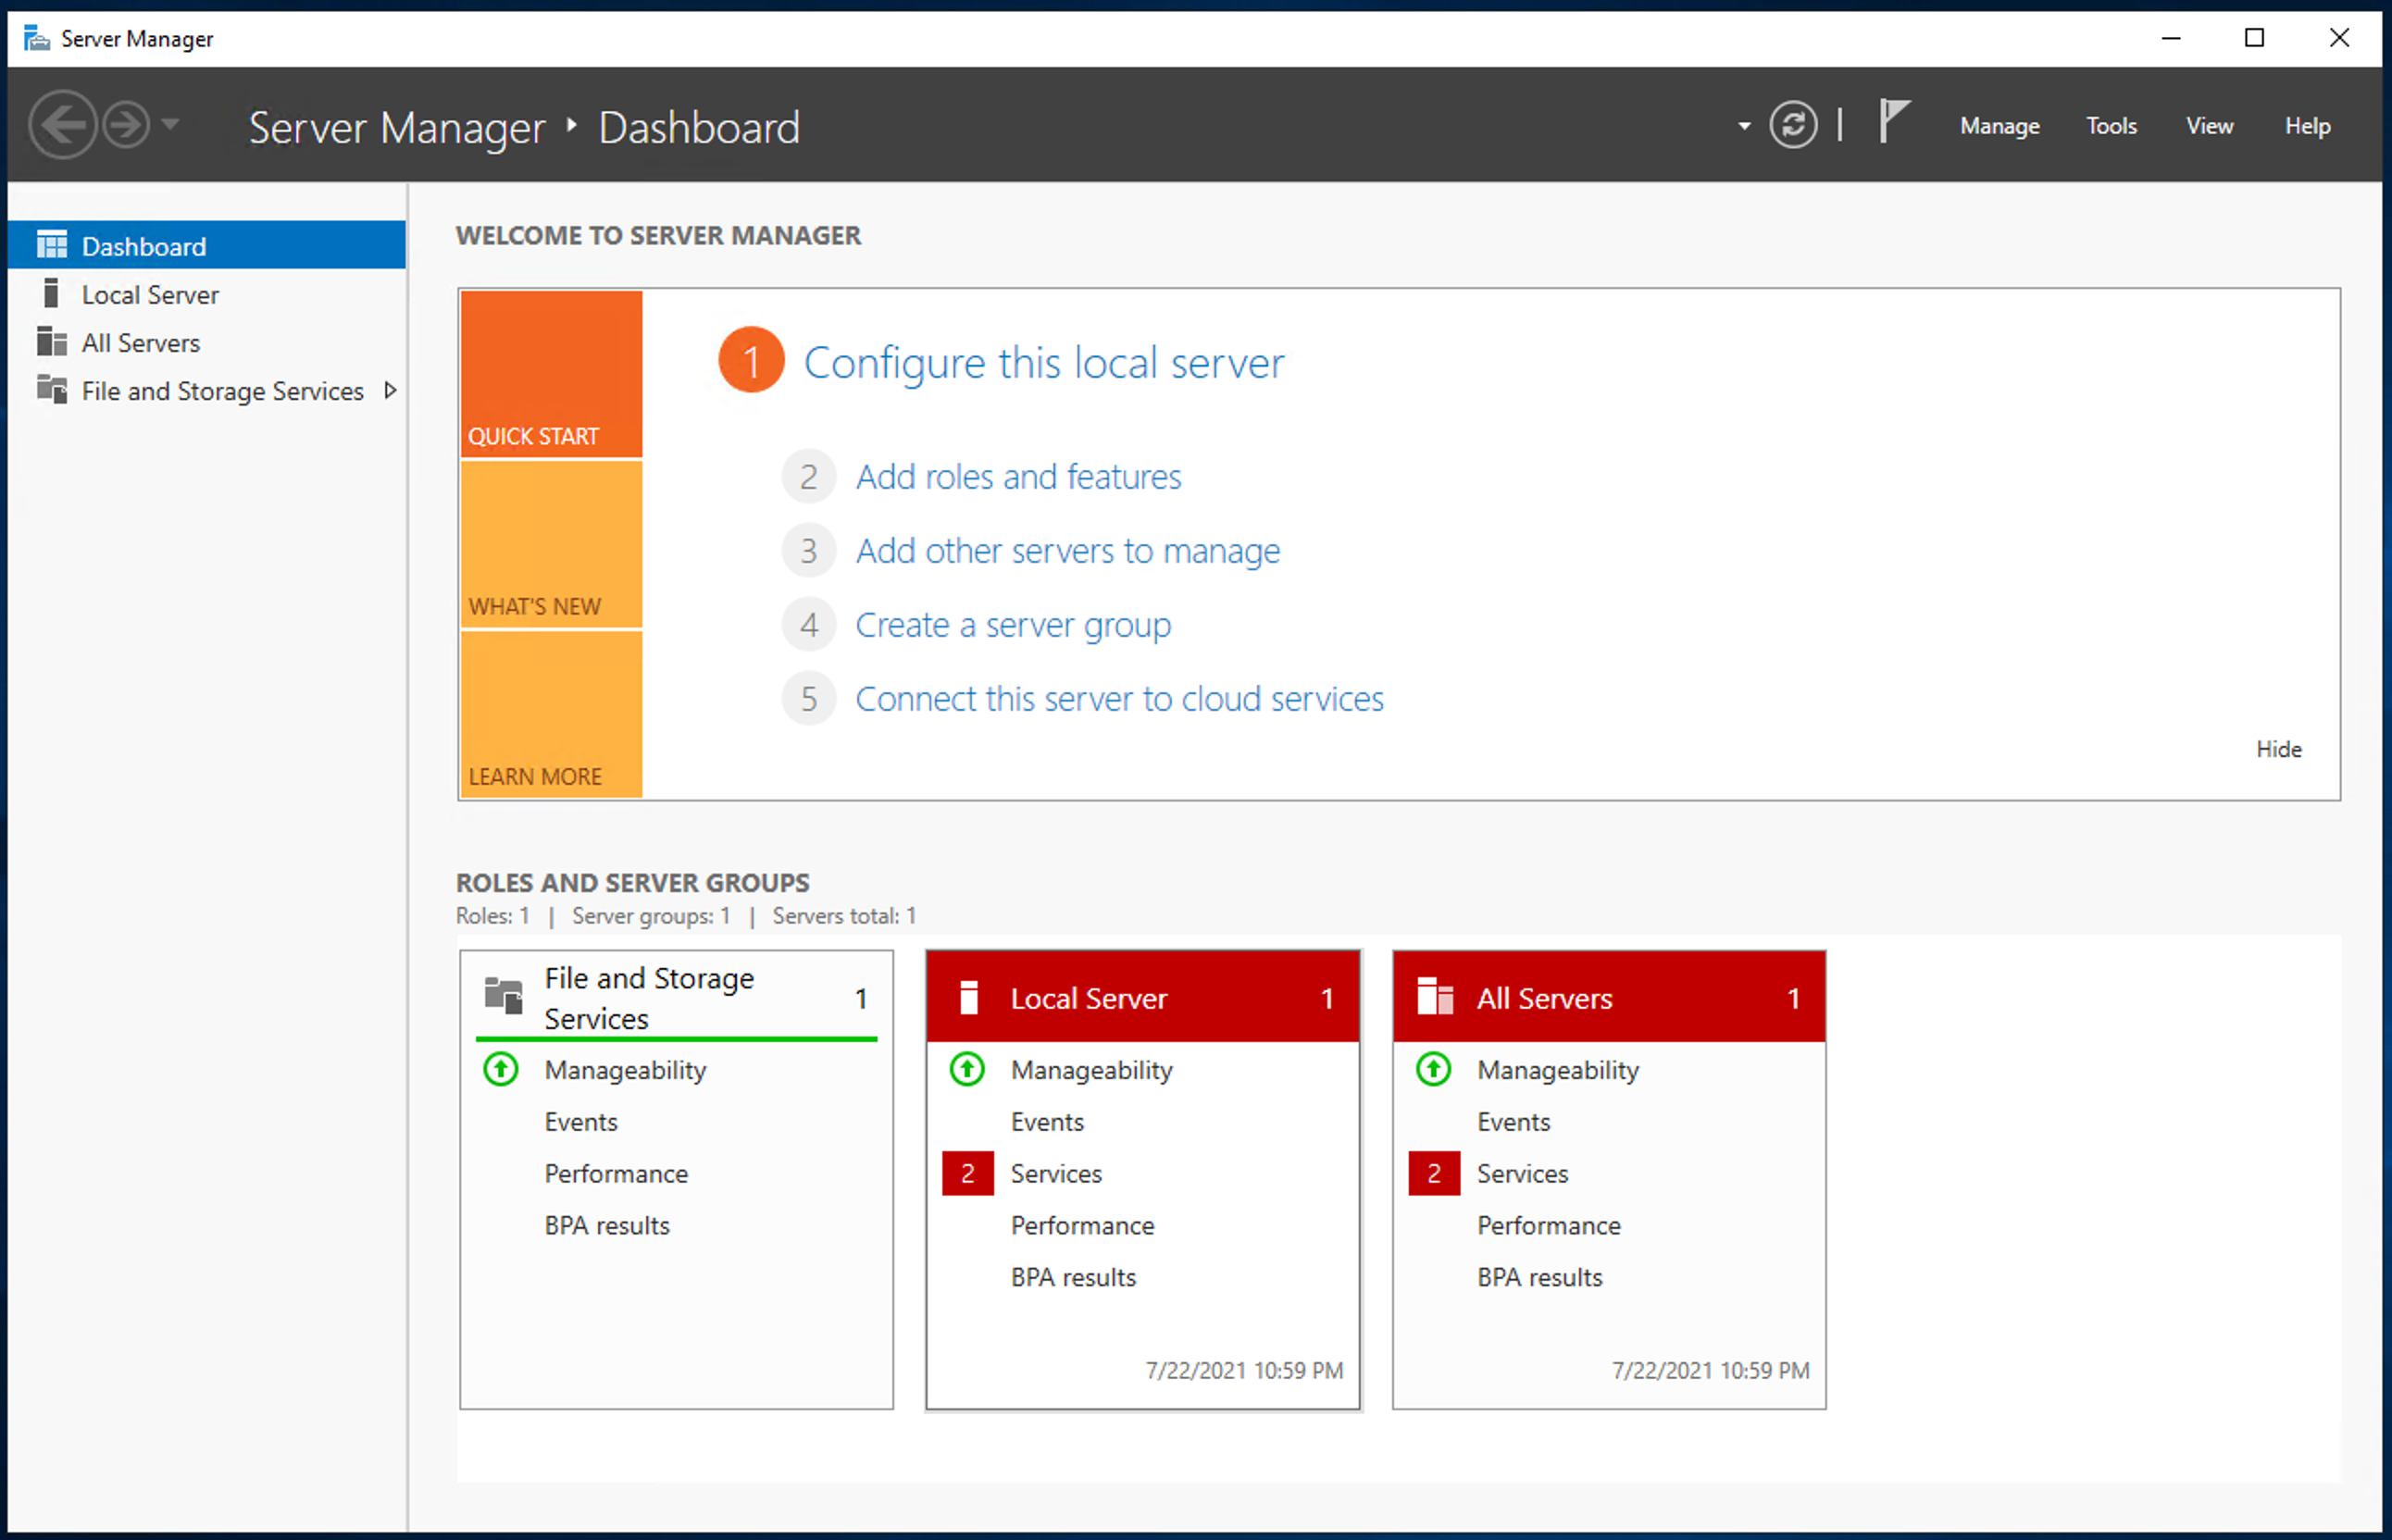 Server Manager
Server Manager ‣ Dashboard
Manage Tools View Help
Dashboard
Local Server
All Servers
File and Storage Services
WELCOME TO SERVER MANAGER
QUICK START
WHAT'S NEW
LEARN MORE
1 Configure this local server
2 Add roles and features
3 Add other servers to manage
4 Create a server group
5 Connect this server to cloud services
Hide
ROLES AND SERVER GROUPS
Roles: 1 | Server groups: 1 | Servers total: 1
File and Storage
Services
1
Manageability
Events
Performance
BPA results
Local Server 1
Manageability
Events
2 Services
Performance
BPA results
7/22/2021 10:59 PM
All Servers 1
Manageability
Events
2 Services
Performance
BPA results
7/22/2021 10:59 PM